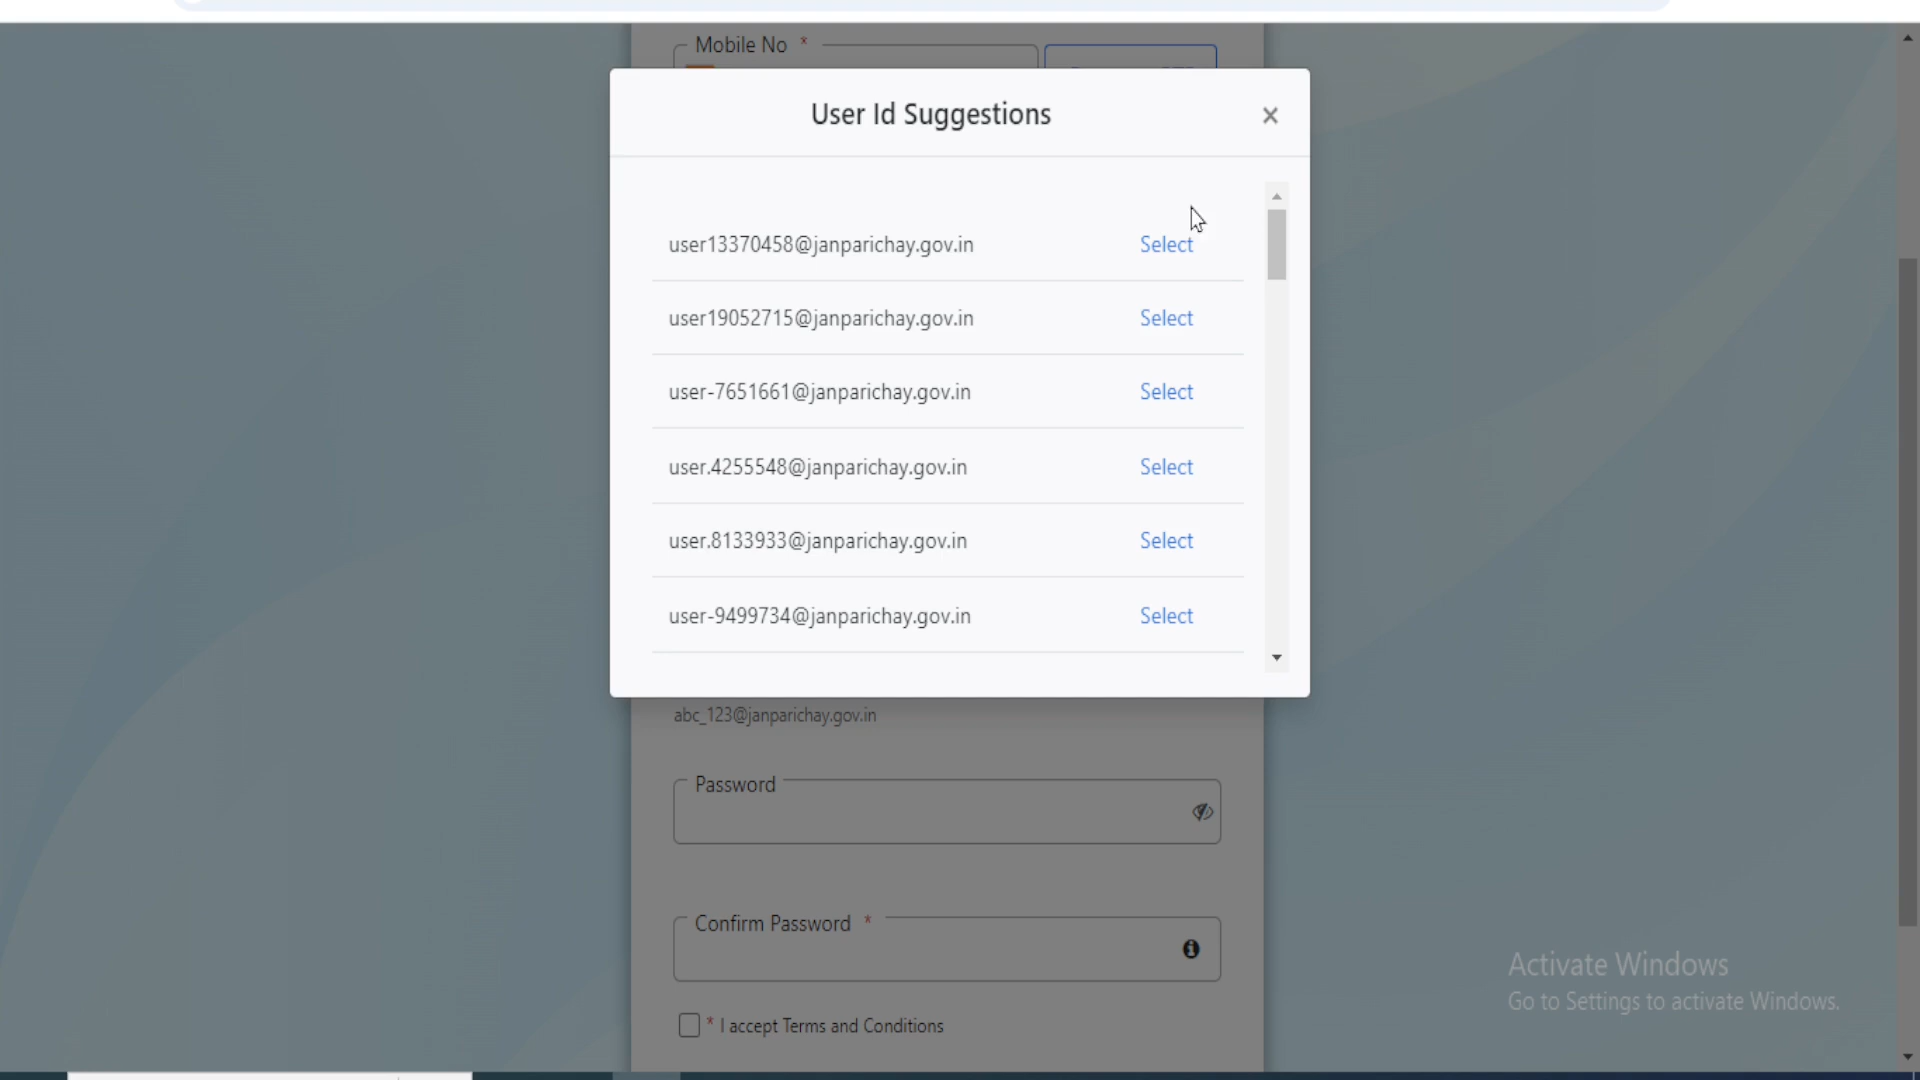 Mobile No *
User Id Suggestions
user13370458@janparichay.gov.in Select
user19052715@janparichay.gov.in Select
user-7651661@janparichay.gov.in Select
user.4255548@janparichay.gov.in Select
user.8133933@janparichay.gov.in Select
user-9499734@janparichay.gov.in Select
abc_123@janparichay.gov.in
Password
Confirm Password *
* I accept Terms and Conditions
Activate Windows
Go to Settings to activate Windows.